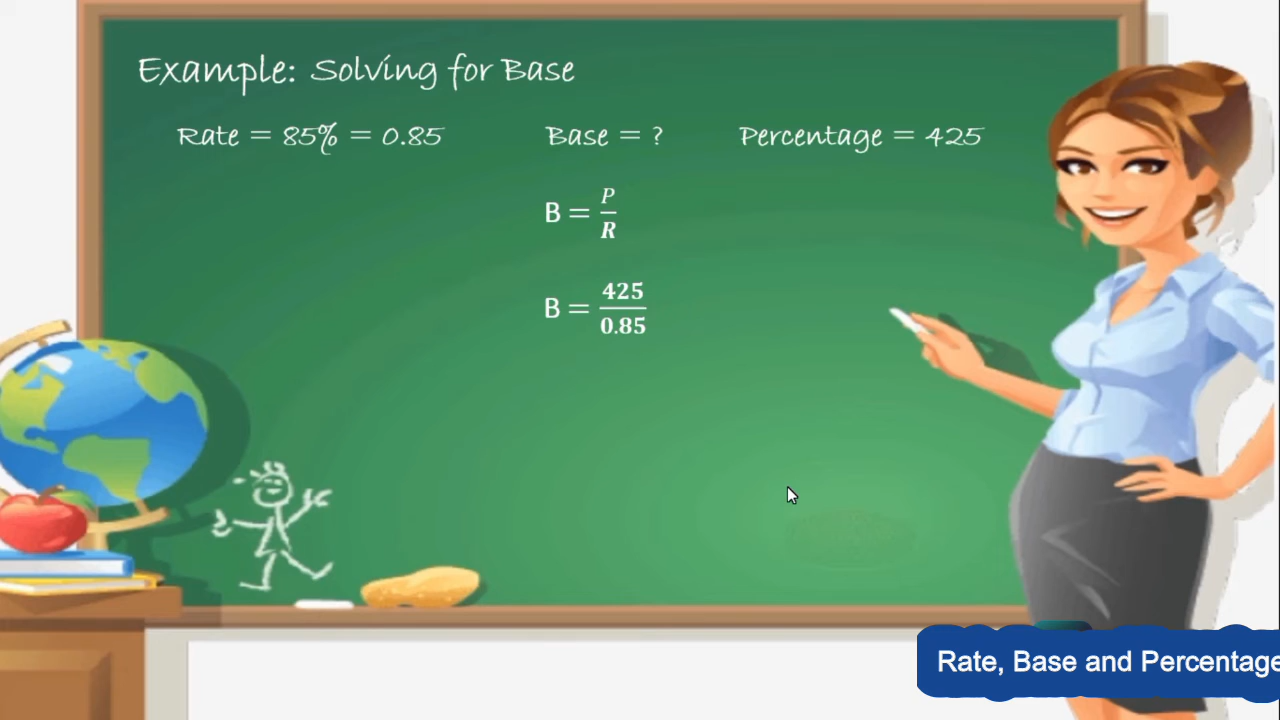 Example: Solving for Base
Rate = 85% = 0.85 Base = ? Percentage = 425
B = P/R
B = 425/0.85
Rate, Base and Percentage